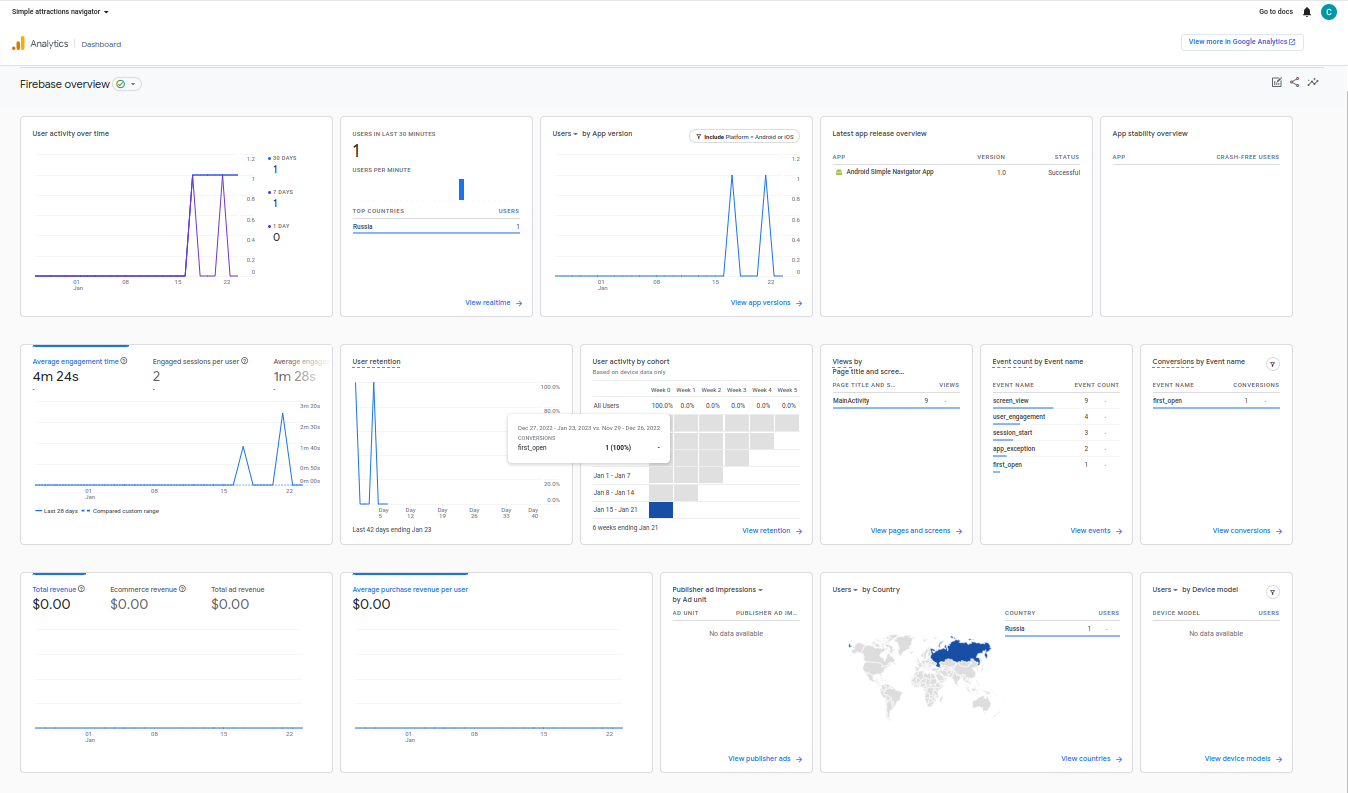 Simple attractions navigator
Go to docs
C
Analytics
Dashboard
View more in Google Analytics
Firebase overview
User activity over time
1.2
1
0.8
0.6
0.4
0.2
0
01
Jan
08
15
22
30 DAYS
1
7 DAYS
1
1 DAY
0
USERS IN LAST 30 MINUTES
1
USERS PER MINUTE
TOP COUNTRIES USERS
Russia 1
View realtime
Users by App version
Include Platform = Android or iOS
1.2
1
0.8
0.6
0.4
0.2
0
01
Jan
08
15
22
View app versions
Latest app release overview
APP VERSION STATUS
Android Simple Navigator App 1.0 Successful
App stability overview
APP CRASH-FREE USERS
Average engagement time
4m 24s
-
Engaged sessions per user
2
-
Average engag
1m 28s
-
3m 20s
2m 30s
1m 40s
0m 50s
0m 00s
01
Jan
08
15
22
Last 28 days Compared custom range
User retention
100.0%
80.0%
20.0%
0.0%
Day 5
Day 12
Day 19
Day 26
Day 33
Day 40
Last 42 days ending Jan 23
User activity by cohort
Based on device data only
Week 0 Week 1 Week 2 Week 3 Week 4 Week 5
All Users 100.0% 0.0% 0.0% 0.0% 0.0% 0.0%
Dec 27, 2022 - Jan 23, 2023 vs. Nov 29 - Dec 26, 2022
CONVERSIONS
first_open 1 (100%) -
Jan 1 - Jan 7
Jan 8 - Jan 14
Jan 15 - Jan 21
6 weeks ending Jan 21
View retention
Views by
Page title and scree...
PAGE TITLE AND S... VIEWS
MainActivity 9 -
View pages and screens
Event count by Event name
EVENT NAME EVENT COUNT
screen_view 9 -
user_engagement 4 -
session_start 3 -
app_exception 2 -
first_open 1 -
View events
Conversions by Event name
EVENT NAME CONVERSIONS
first_open 1 -
View conversions
Total revenue
$0.00
Ecommerce revenue
$0.00
Total ad revenue
$0.00
01
Jan
08
15
22
Average purchase revenue per user
$0.00
01
Jan
08
15
22
Publisher ad impressions
by Ad unit
AD UNIT PUBLISHER AD IM...
No data available
View publisher ads
Users by Country
COUNTRY USERS
Russia 1 -
View countries
Users by Device model
DEVICE MODEL USERS
No data available
View device models